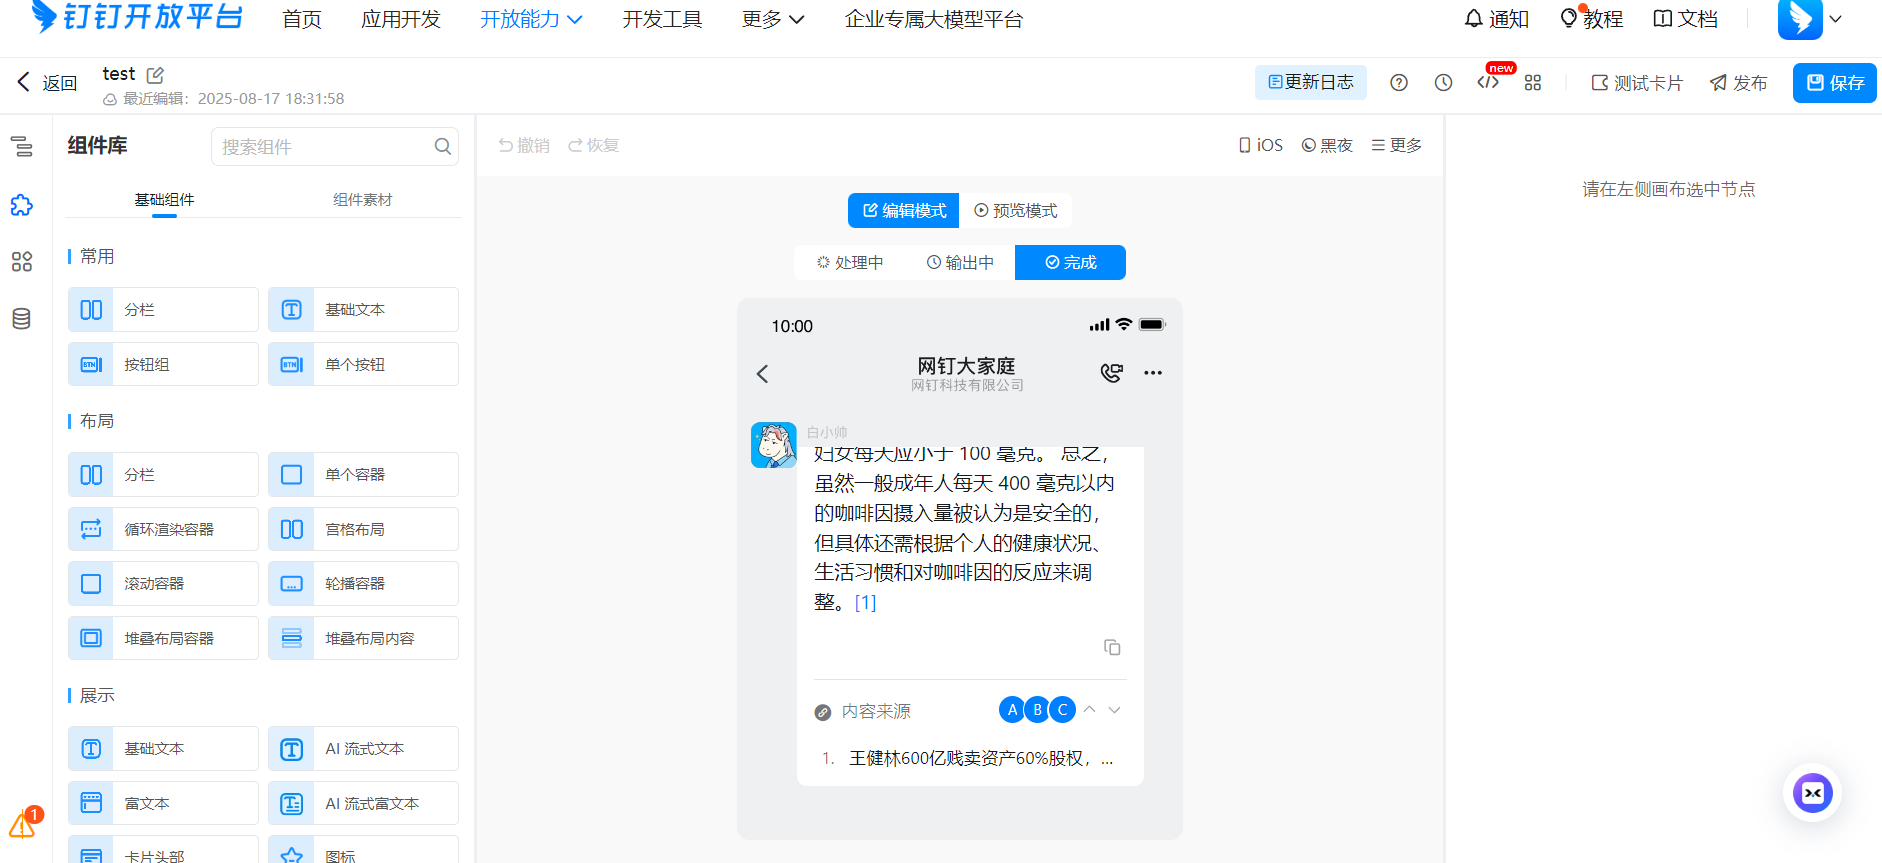 钉钉开放平台 首页 应用开发 开放能力 开发工具 更多 企业专属大模型平台 通知 教程 文档
返回 test
最近编辑：2025-08-17 18:31:58
更新日志 new 测试卡片 发布 保存
组件库 搜索组件
基础组件 组件素材
常用
分栏 基础文本
BTN 按钮组 BTN 单个按钮
布局
分栏 单个容器
循环渲染容器 宫格布局
滚动容器 轮播容器
堆叠布局容器 堆叠布局内容
展示
基础文本 AI 流式文本
富文本 AI 流式富文本
卡片头部 图标
1
撤销 恢复 iOS 黑夜 更多
编辑模式 预览模式
处理中 输出中 完成
10:00
网钉大家庭
网钉科技有限公司
白小帅
妇女每天应小于 100 毫克。 总之，
虽然一般成年人每天 400 毫克以内
的咖啡因摄入量被认为是安全的，
但具体还需根据个人的健康状况、
生活习惯和对咖啡因的反应来调
整。[1]
内容来源 A B C
1. 王健林600亿贱卖资产60%股权，...
请在左侧画布选中节点